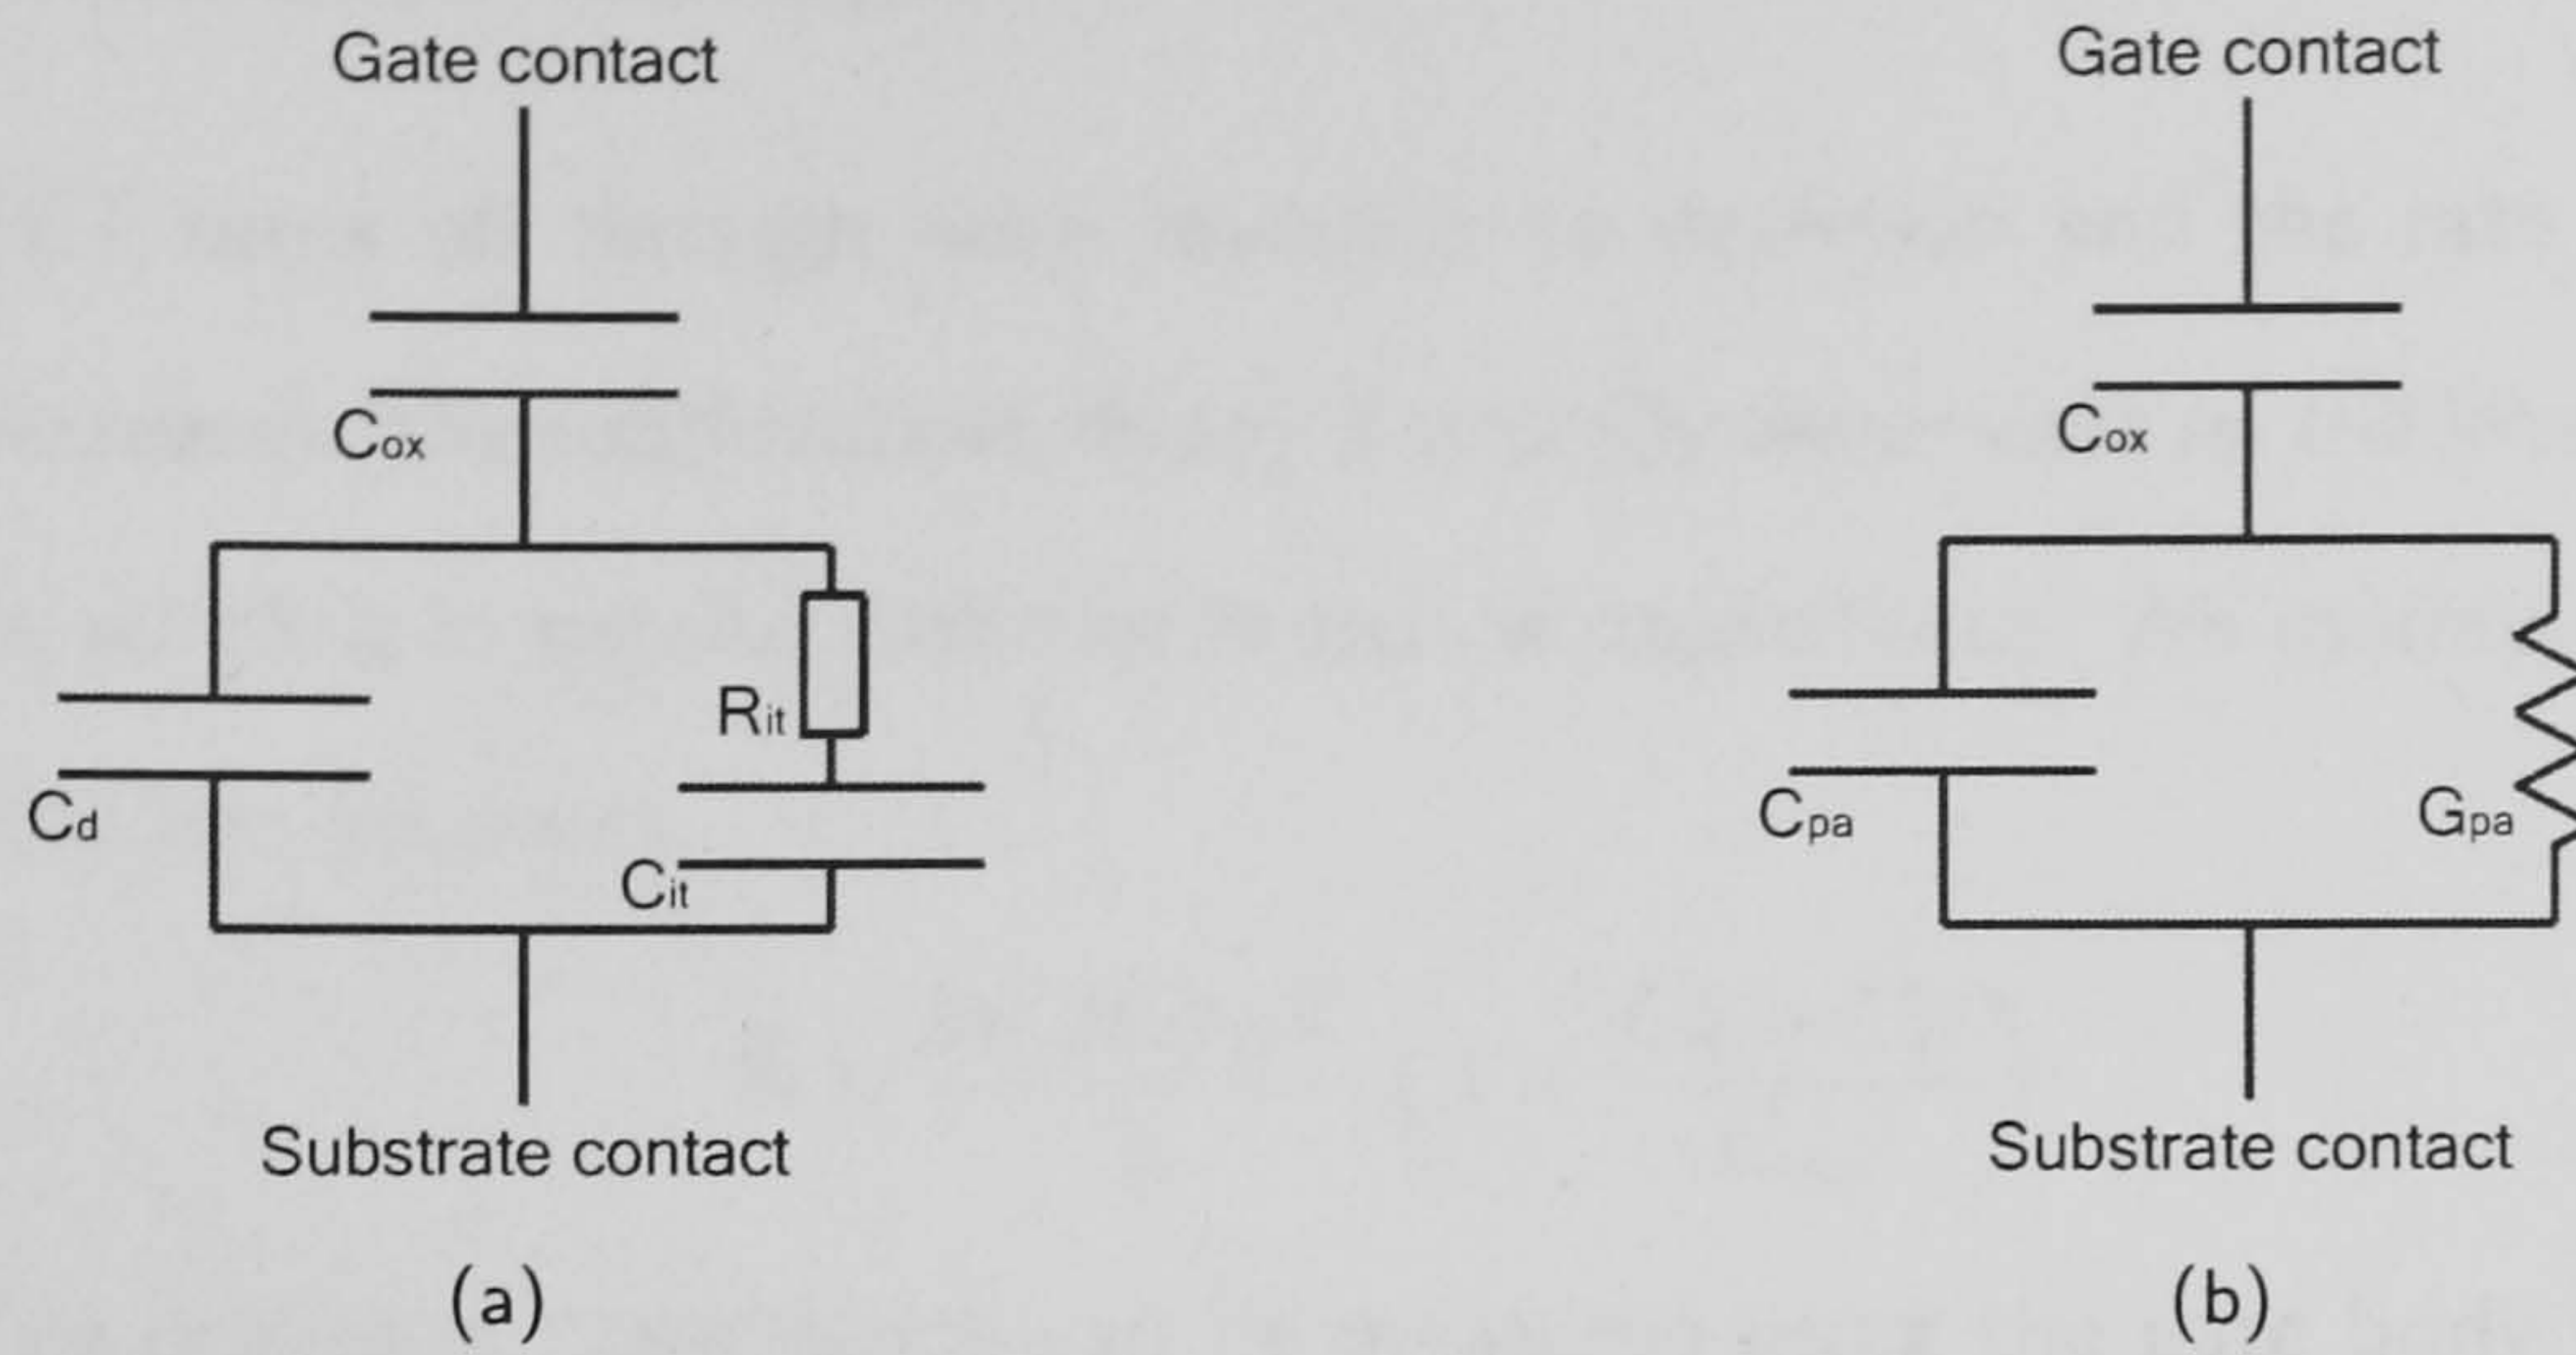 Gate contact
Cox
Cd
Rit
Cit
Substrate contact
(a)
Gate contact
Cox
Cpa
Gpa
Substrate contact
(b)